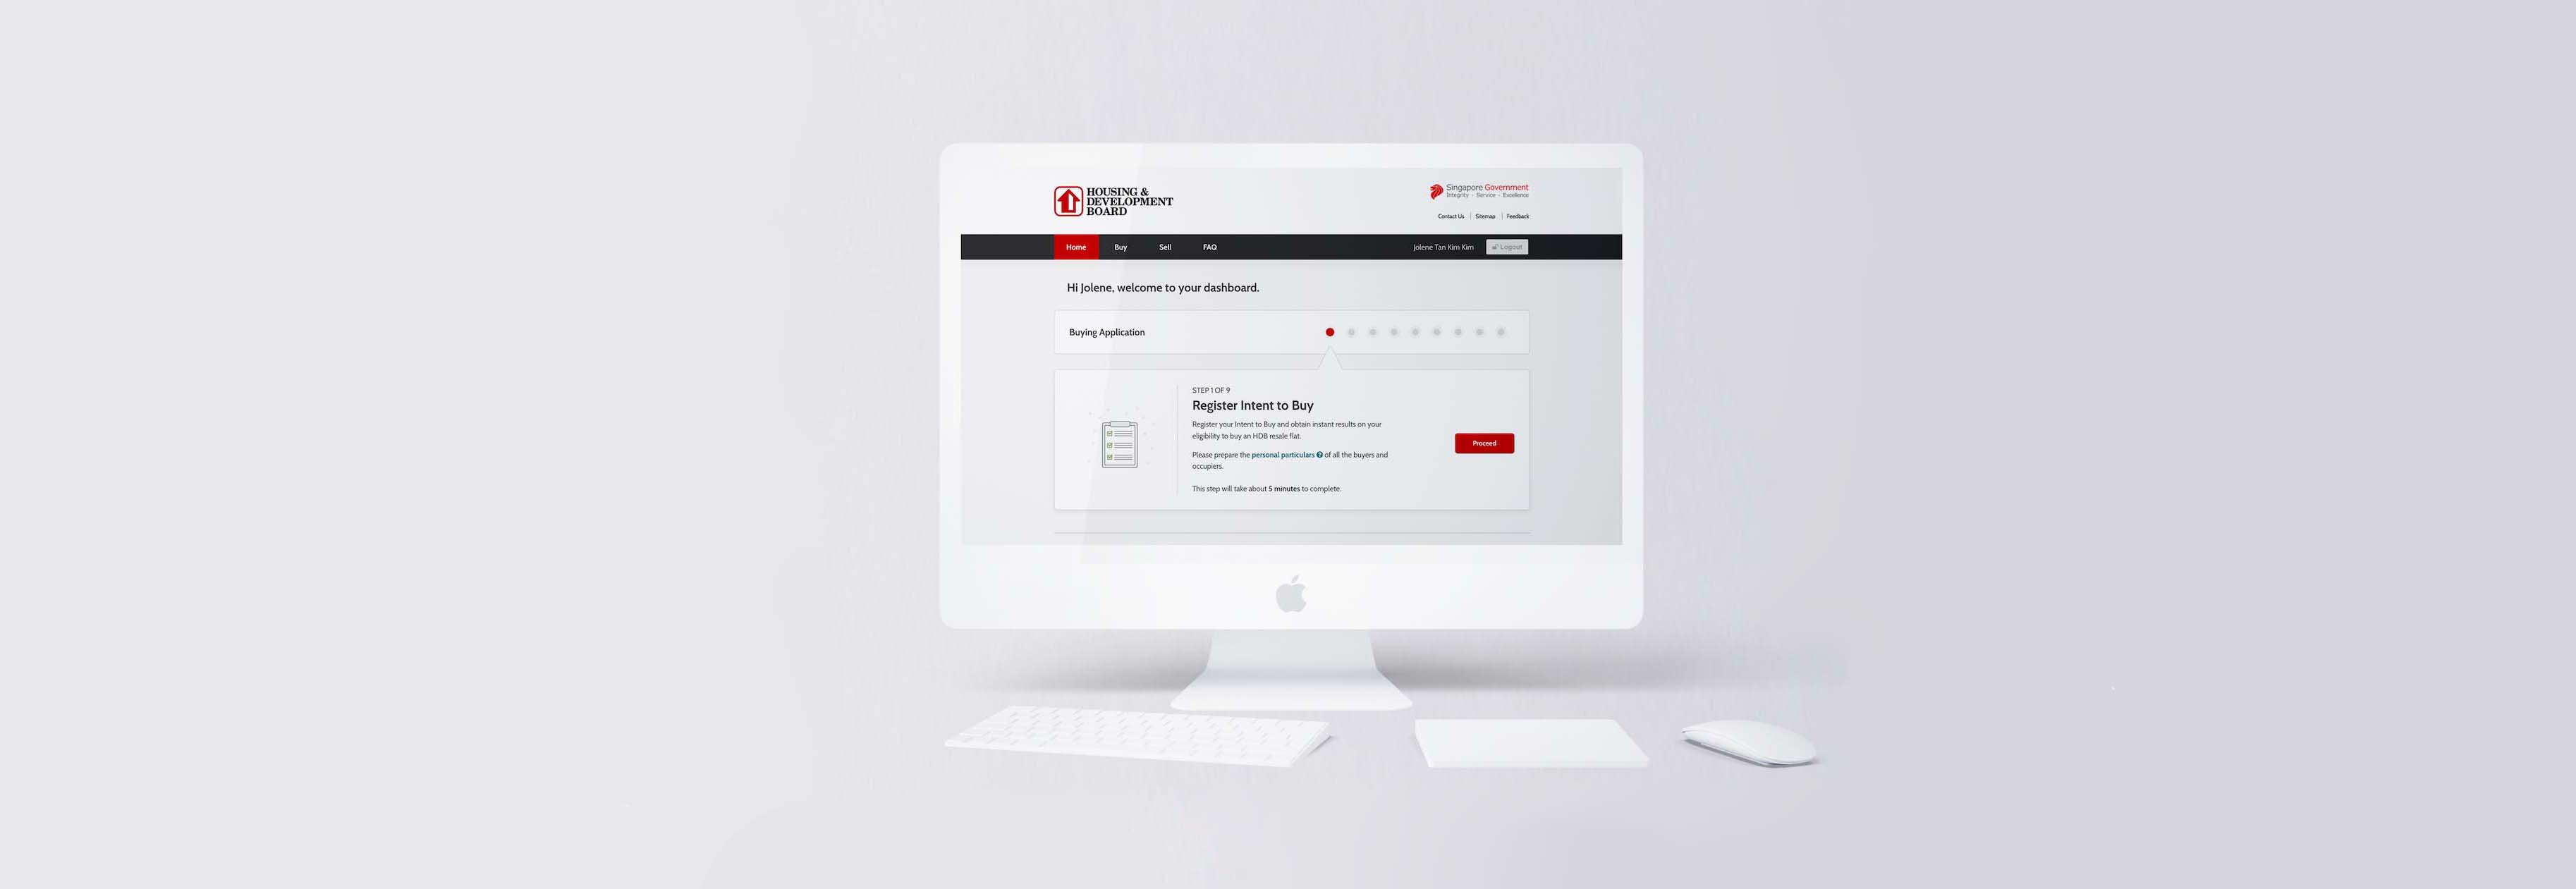 HOUSING &
DEVELOPMENT
BOARD
Singapore Government
Integrity · Service · Excellence
Contact Us | Sitemap | Feedback
Home Buy Sell FAQ Jolene Tan Kim Kim Logout
Hi Jolene, welcome to your dashboard.
Buying Application
STEP 1 OF 9
Register Intent to Buy
Register your Intent to Buy and obtain instant results on your
eligibility to buy an HDB resale flat.
Please prepare the personal particulars ? of all the buyers and
occupiers.
This step will take about 5 minutes to complete.
Proceed